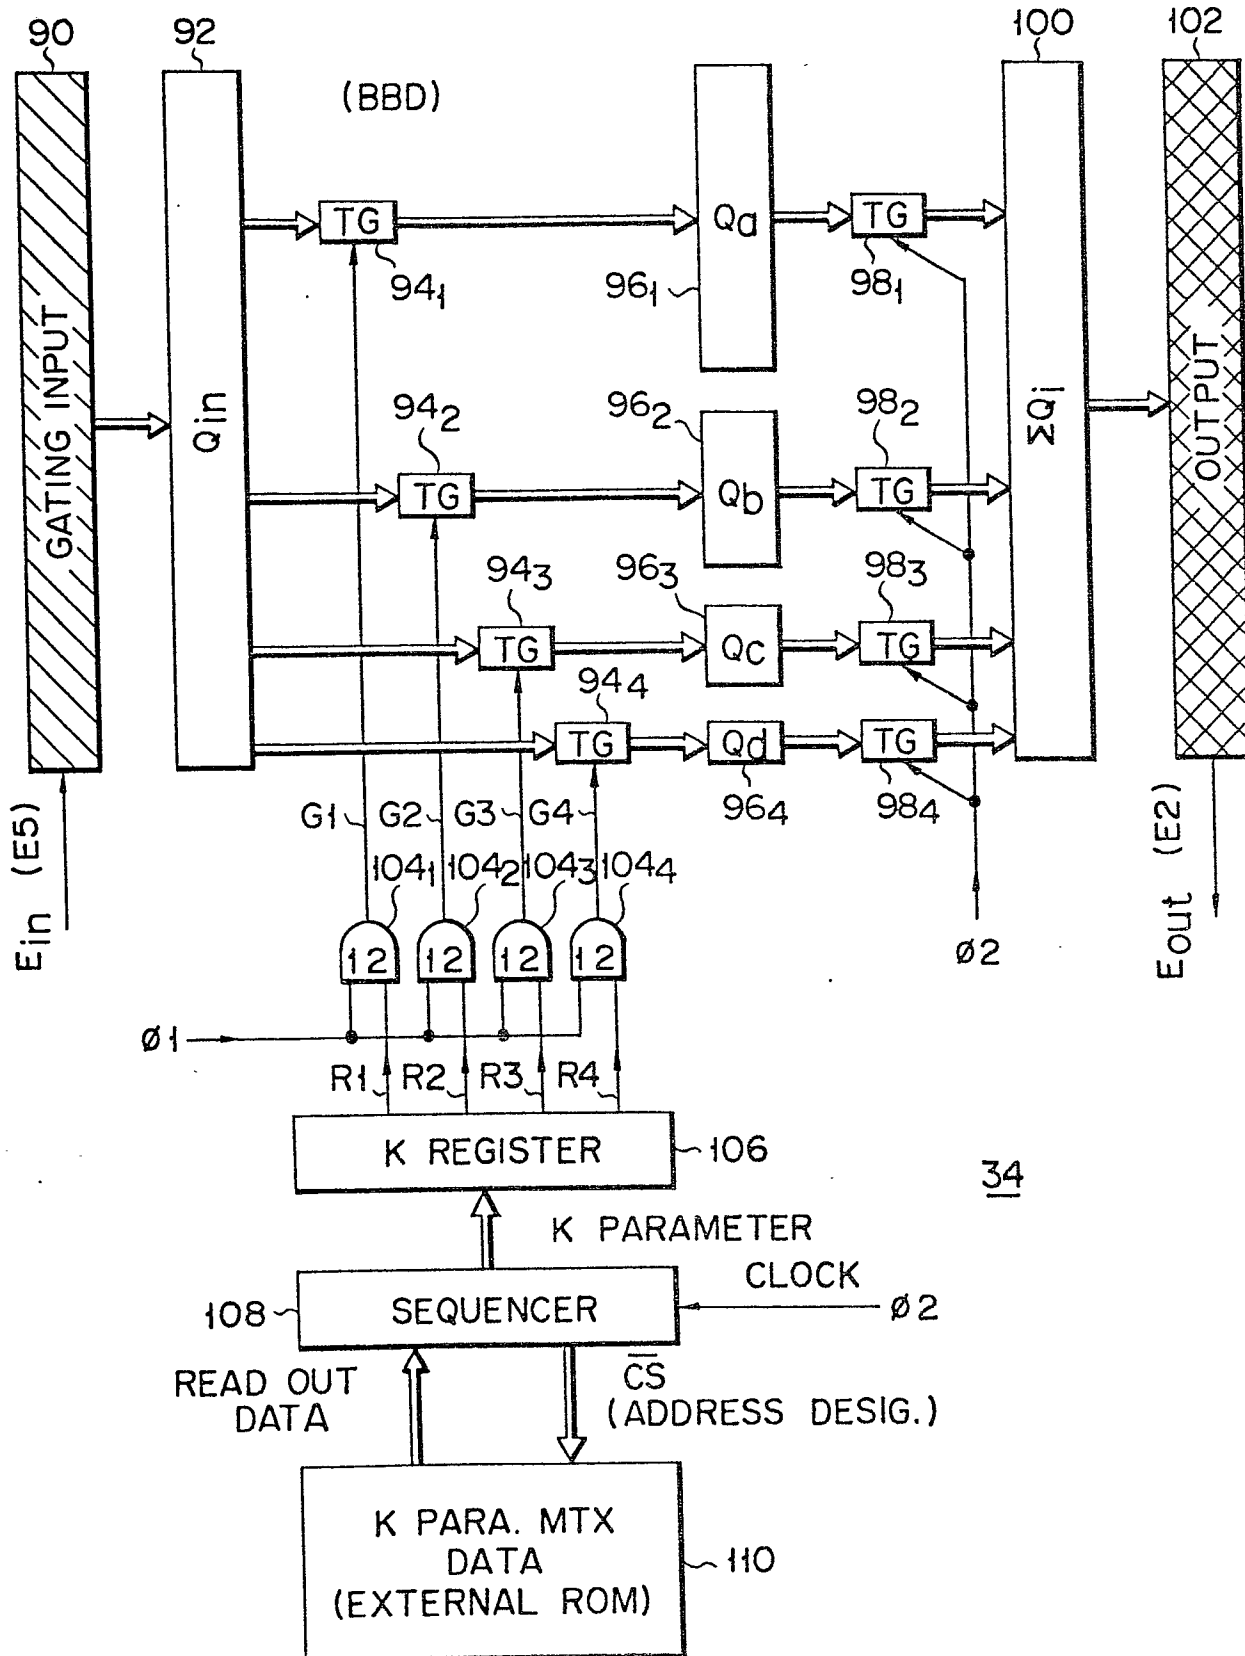 90
92
100
102
(BBD)
GATING INPUT
Qin
TG
94₁
Qa
96₁
TG
98₁
ΣQi
OUTPUT
94₂
TG
96₂
Qb
98₂
TG
94₃
TG
96₃
Qc
98₃
TG
94₄
TG
Qd
96₄
TG
98₄
Ein (E5)
G1
G2
G3
G4
104₁
104₂
104₃
104₄
12
12
12
12
ø2
Eout (E2)
ø1
R1
R2
R3
R4
K REGISTER
106
34
K PARAMETER
CLOCK
108
SEQUENCER
ø2
READ OUT
DATA
C̅S̅
(ADDRESS DESIG.)
K PARA. MTX
DATA
(EXTERNAL ROM)
110